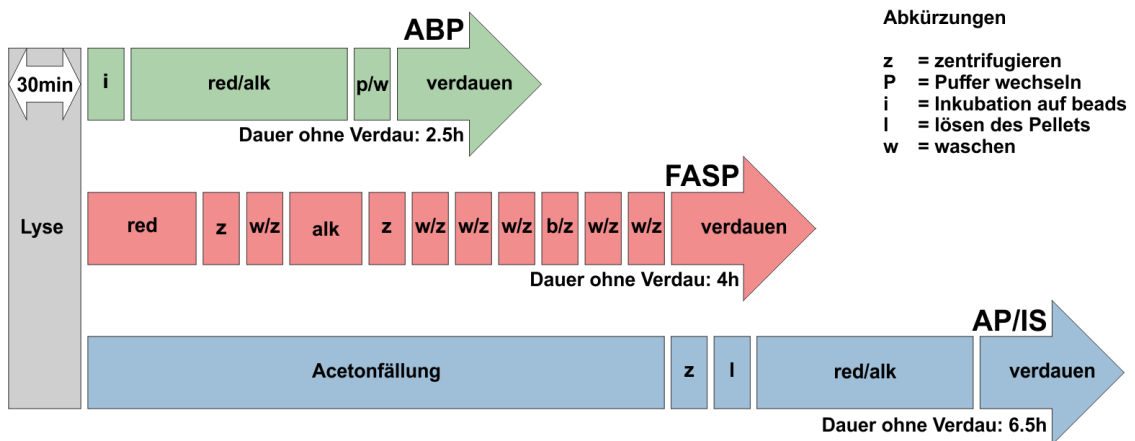 ABP
30min
i
red/alk
p/w
verdauen
Dauer ohne Verdau: 2.5h
Abkürzungen
z = zentrifugieren
P = Puffer wechseln
i = Inkubation auf beads
l = lösen des Pellets
w = waschen
Lyse
FASP
red
z
w/z
alk
z
w/z
w/z
w/z
b/z
w/z
w/z
verdauen
Dauer ohne Verdau: 4h
AP/IS
Acetonfällung
z
l
red/alk
verdauen
Dauer ohne Verdau: 6.5h